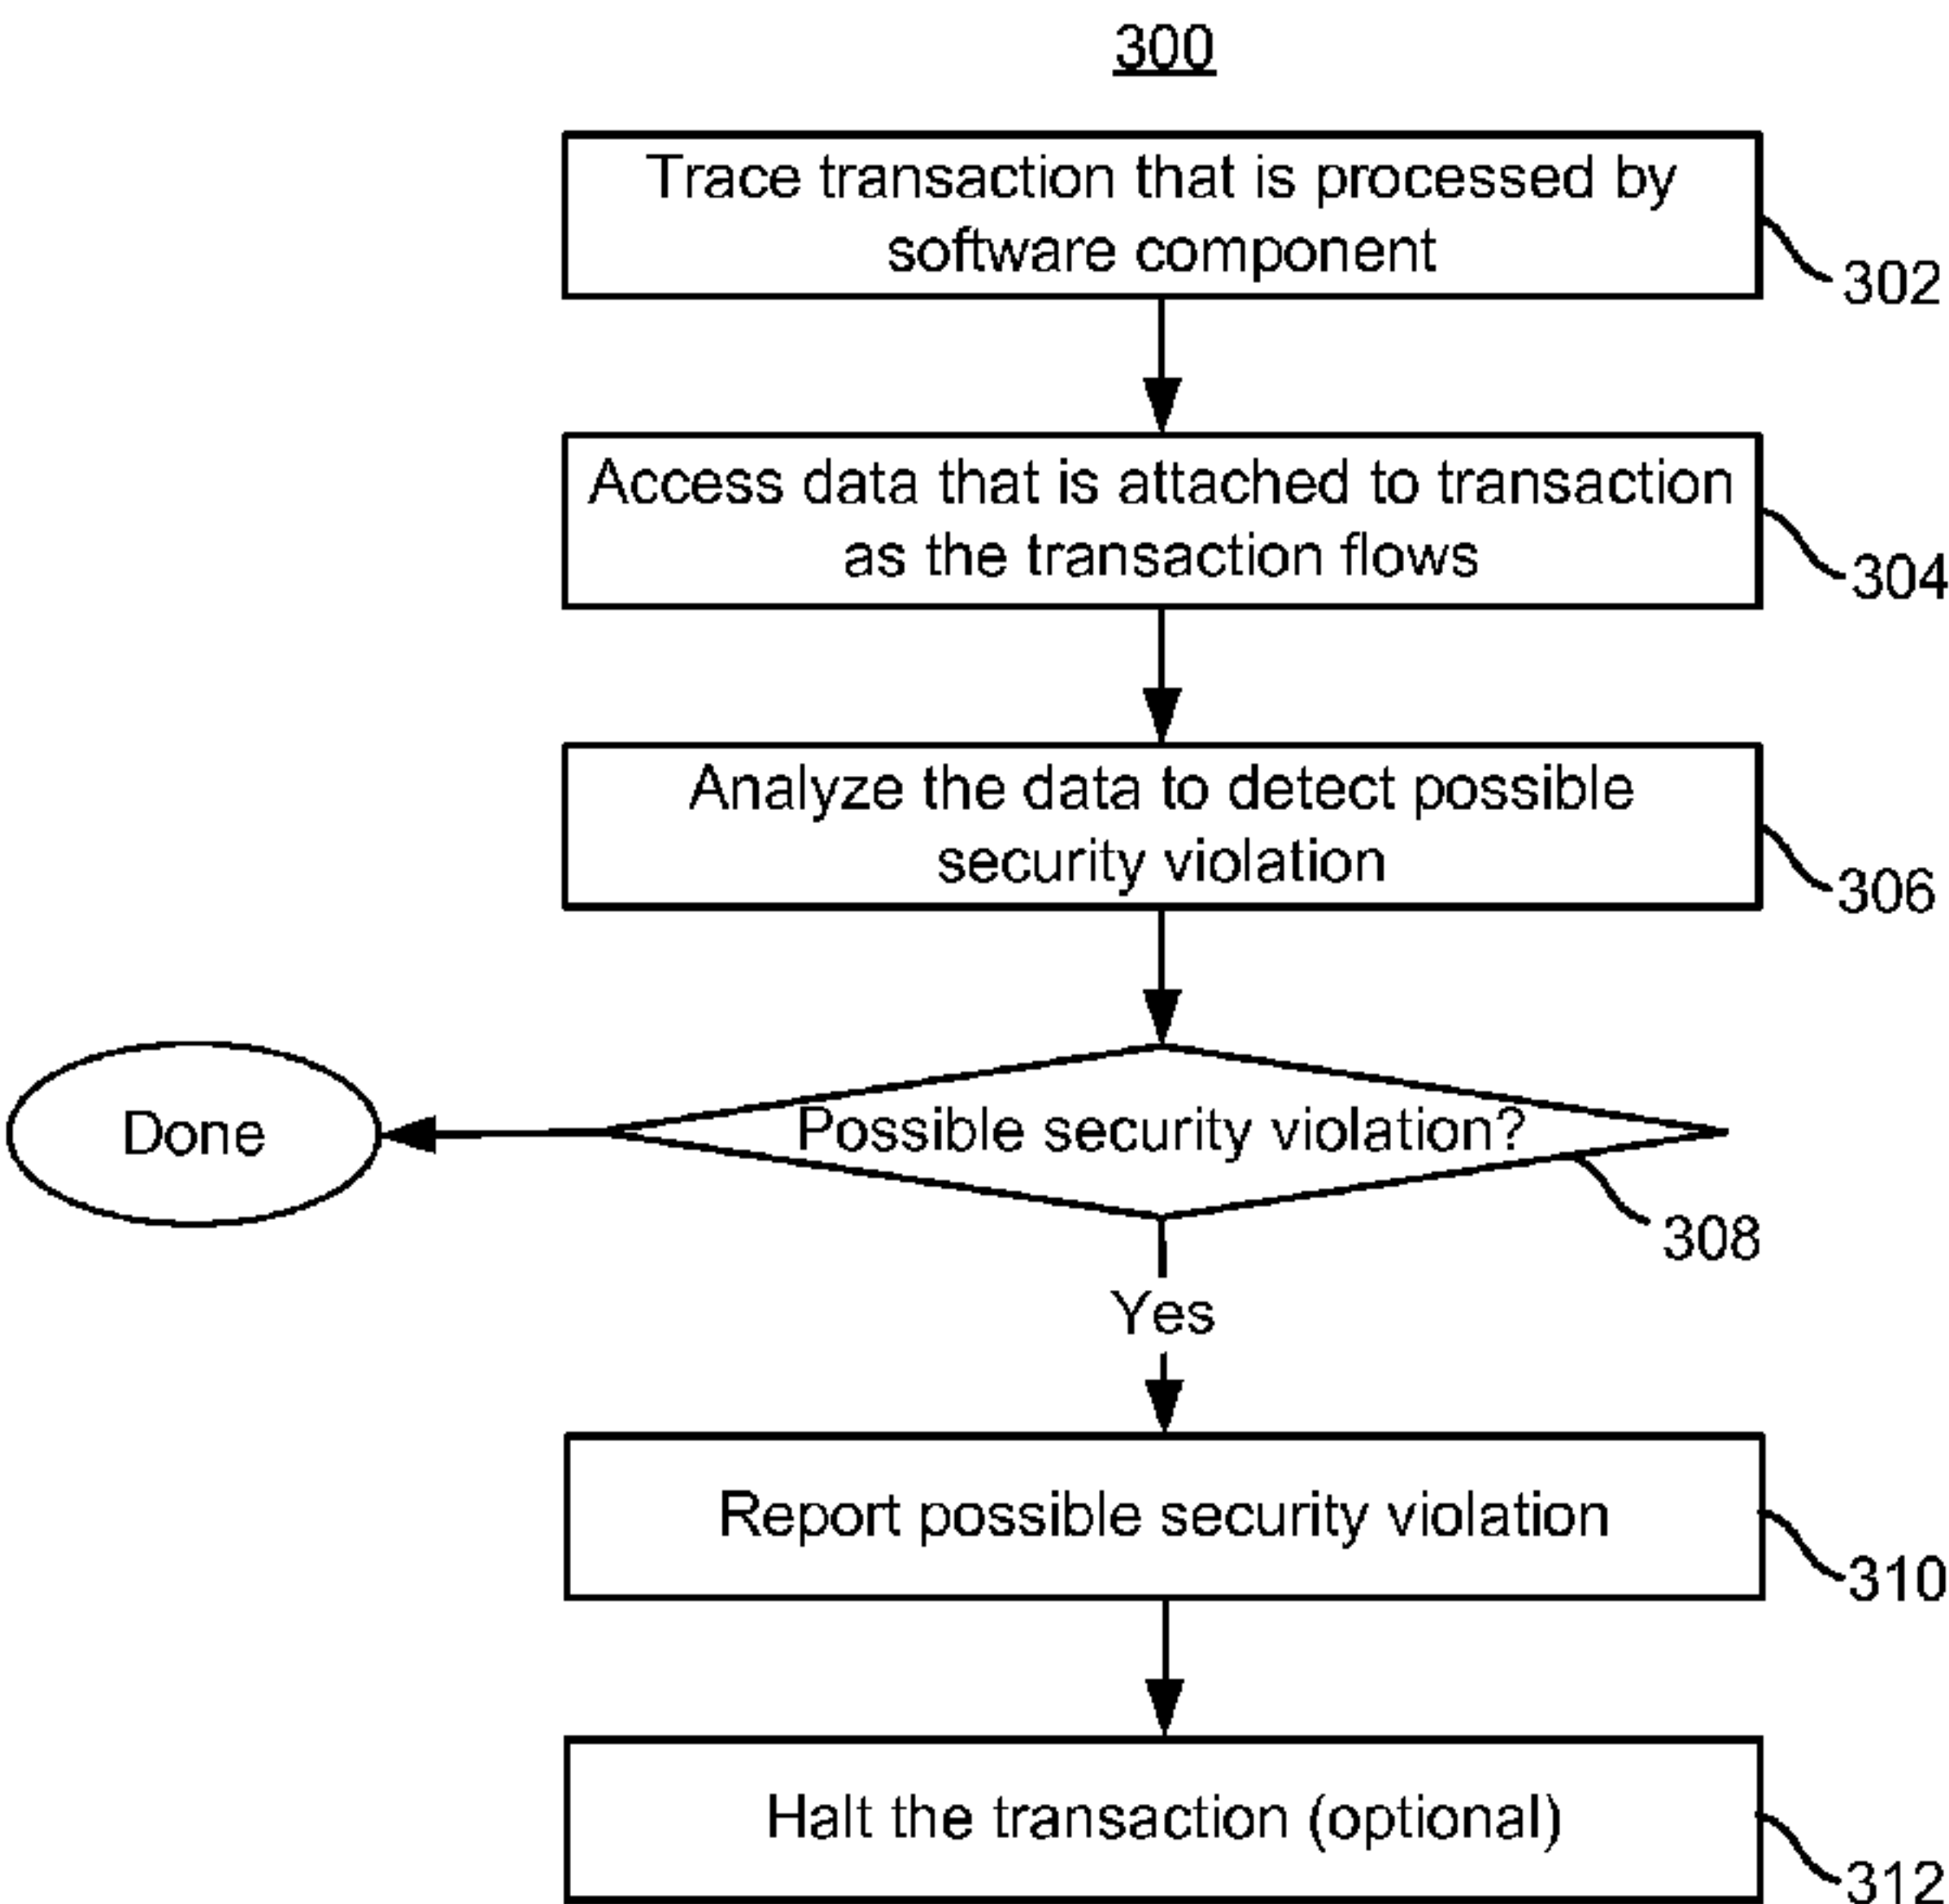 300
Trace transaction that is processed by
software component
302
Access data that is attached to transaction
as the transaction flows
304
Analyze the data to detect possible
security violation
306
Done
Possible security violation?
308
Yes
Report possible security violation
310
Halt the transaction (optional)
312